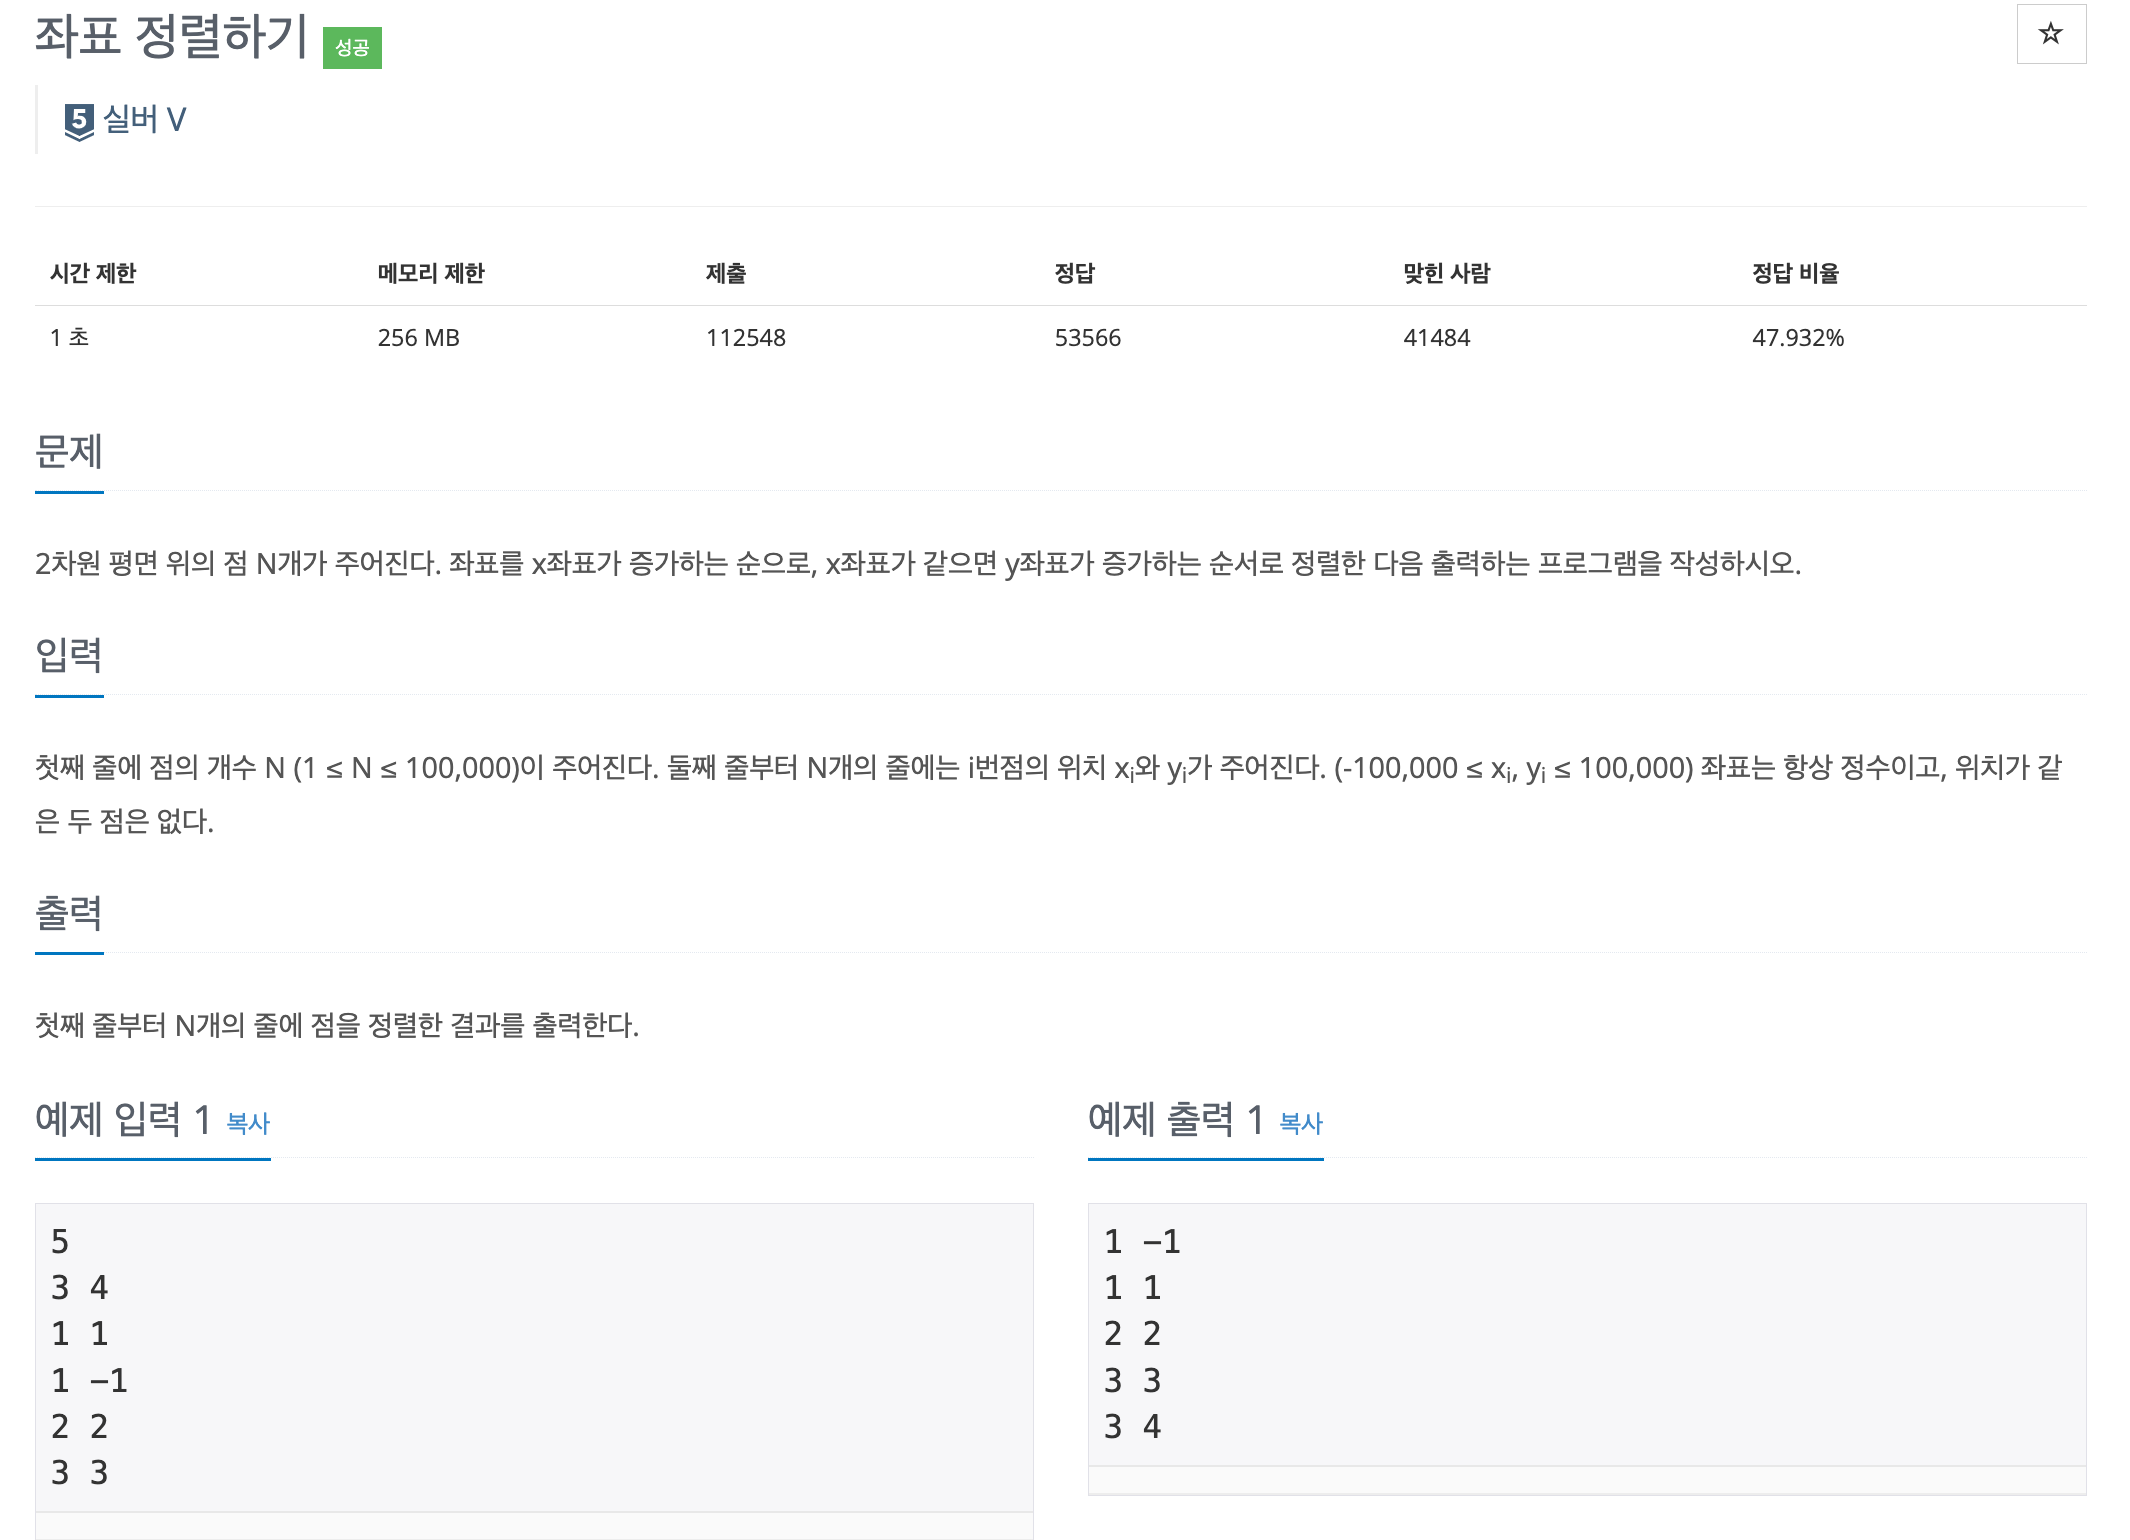 좌표 정렬하기 성공
☆
5 실버 V
시간 제한 메모리 제한 제출 정답 맞힌 사람 정답 비율
1 초 256 MB 112548 53566 41484 47.932%
문제
2차원 평면 위의 점 N개가 주어진다. 좌표를 x좌표가 증가하는 순으로, x좌표가 같으면 y좌표가 증가하는 순서로 정렬한 다음 출력하는 프로그램을 작성하시오.
입력
첫째 줄에 점의 개수 N (1 ≤ N ≤ 100,000)이 주어진다. 둘째 줄부터 N개의 줄에는 i번점의 위치 xi와 yi가 주어진다. (-100,000 ≤ xi, yi ≤ 100,000) 좌표는 항상 정수이고, 위치가 같
은 두 점은 없다.
출력
첫째 줄부터 N개의 줄에 점을 정렬한 결과를 출력한다.
예제 입력 1 복사
5
3 4
1 1
1 -1
2 2
3 3
예제 출력 1 복사
1 -1
1 1
2 2
3 3
3 4